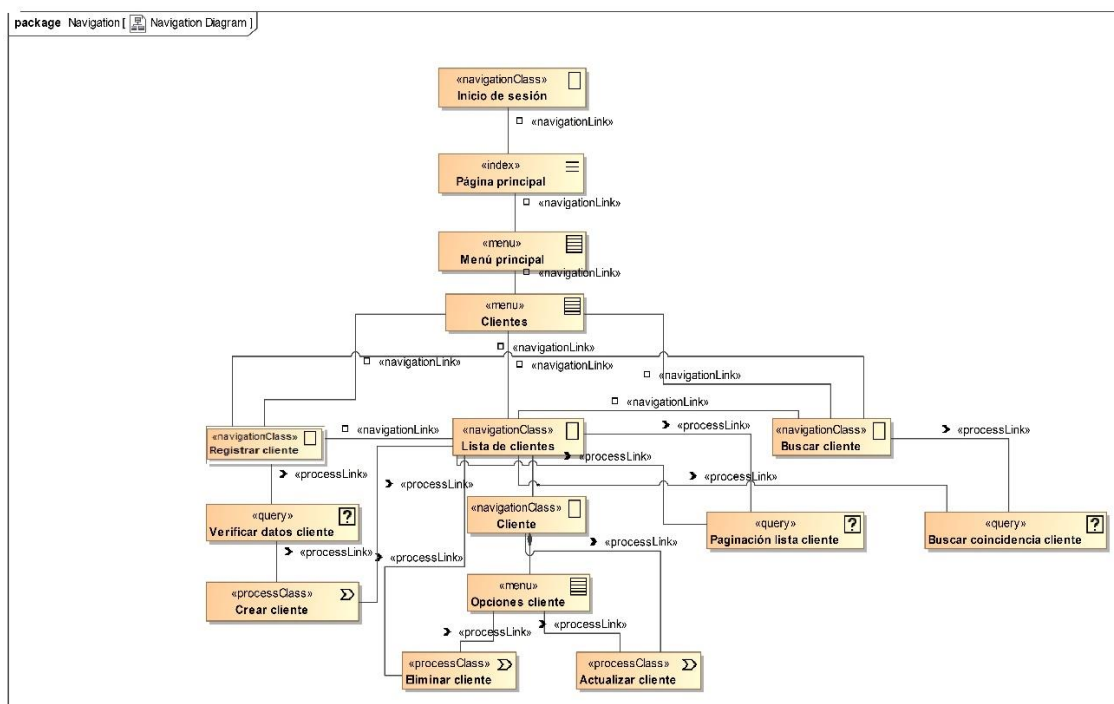 package Navigation [ Navigation Diagram ]
«navigationClass»
Inicio de sesión
«navigationLink»
«index»
Página principal
«navigationLink»
«menu»
Menú principal
«navigationLink»
«menu»
Clientes
«navigationLink»
«navigationLink»
«navigationLink»
«navigationLink»
«navigationLink»
«navigationClass»
Registrar cliente
«navigationLink»
«navigationClass»
Lista de clientes
«processLink»
«navigationClass»
Buscar cliente
«processLink»
«processLink»
«processLink»
«processLink»
«processLink»
«query»
Verificar datos cliente
«navigationClass»
Cliente
«query»
Paginación lista cliente
«query»
Buscar coincidencia cliente
«processLink»
«processLink»
«processLink»
«processClass»
Crear cliente
«menu»
Opciones cliente
«processLink»
«processLink»
«processClass»
Eliminar cliente
«processClass»
Actualizar cliente